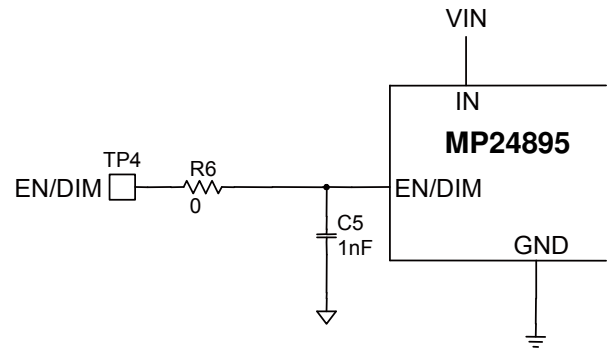 VIN
IN
MP24895
TP4
R6
EN/DIM
0
EN/DIM
C5
1nF
GND